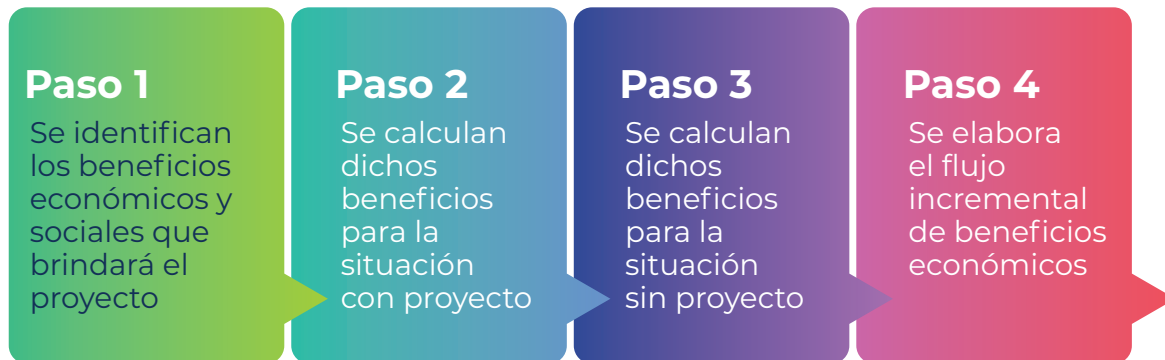 Paso 1
Se identifican
los beneficios
económicos y
sociales que
brindará el
proyecto
Paso 2
Se calculan
dichos
beneficios
para la
situación
con proyecto
Paso 3
Se calculan
dichos
beneficios
para la
situación
sin proyecto
Paso 4
Se elabora
el flujo
incremental
de beneficios
económicos